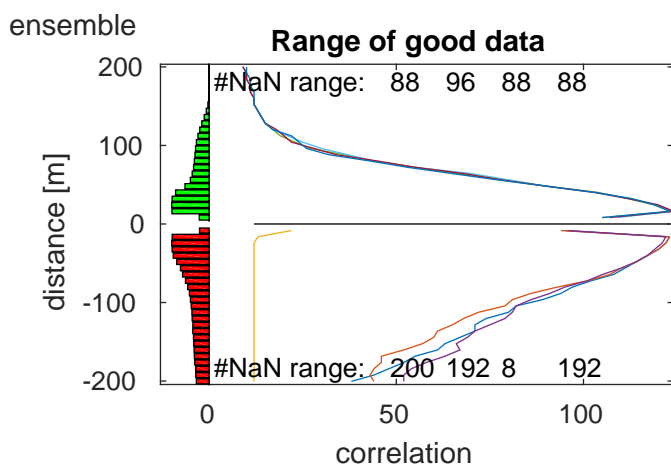 ensemble
Range of good data
200
#NaN range: 88 96 88 88
100
distance [m]
0
-100
#NaN range: 200 192 8 192
-200
0 50 100
correlation